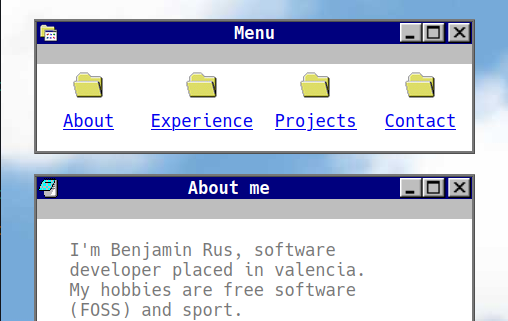 Menu
About Experience Projects Contact
About me
I'm Benjamin Rus, software
developer placed in valencia.
My hobbies are free software
(FOSS) and sport.